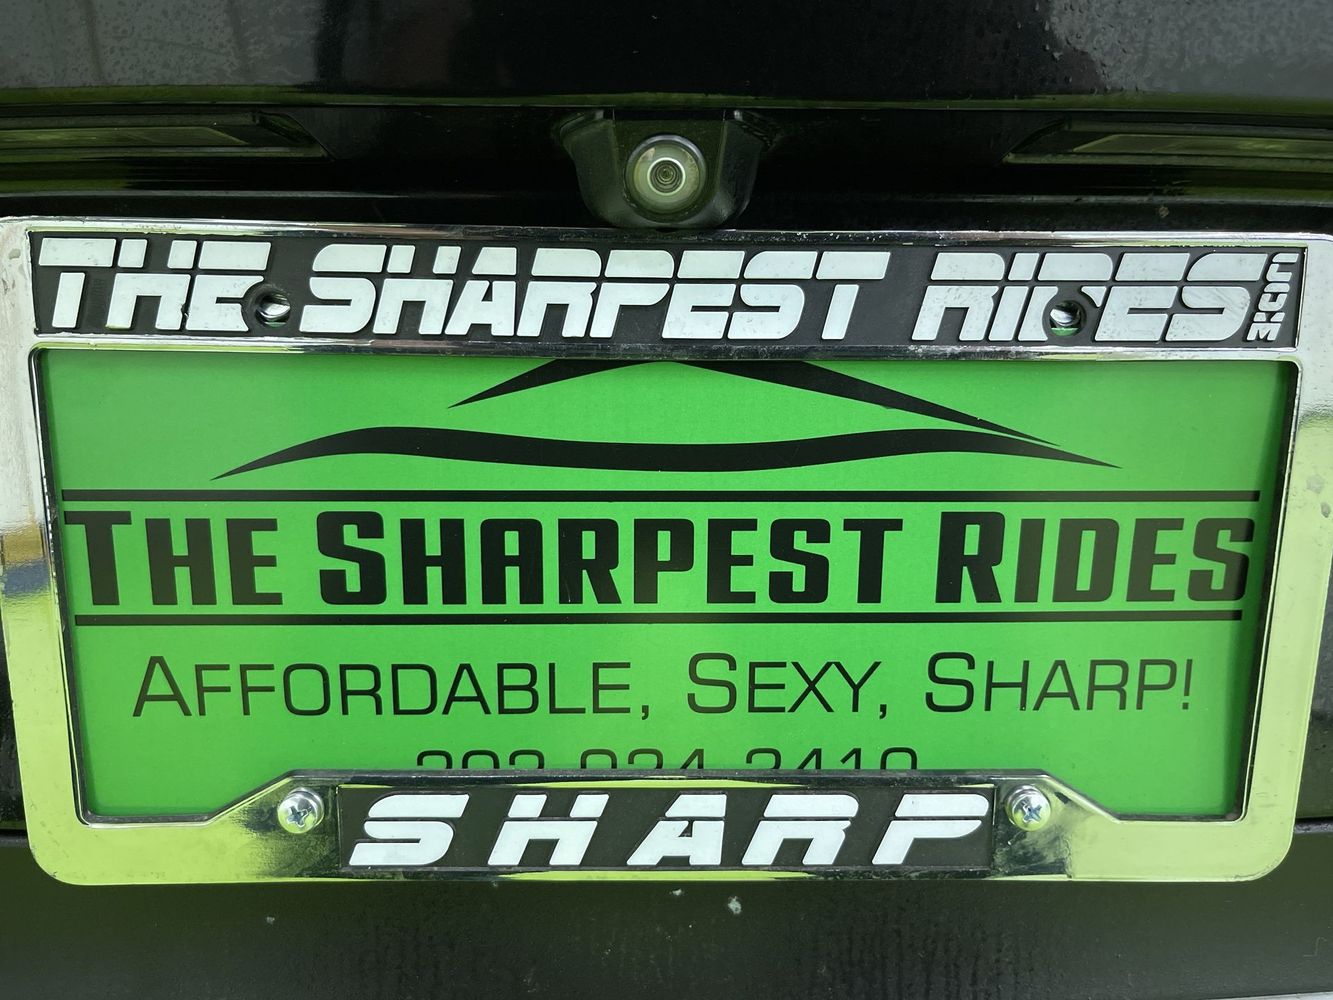 THE SHARPEST RIDES
.COM
THE SHARPEST RIDES
AFFORDABLE, SEXY, SHARP!
SHARP